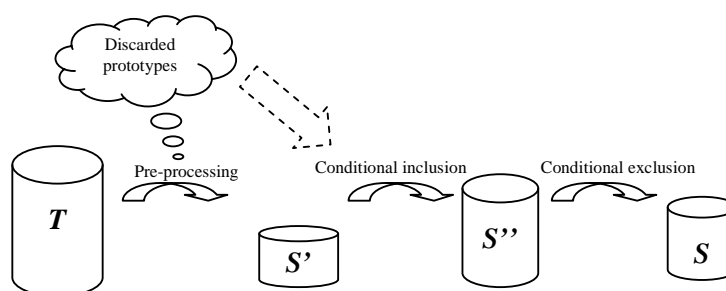 Discarded
prototypes
Pre-processing
Conditional inclusion
Conditional exclusion
T
S’
S’’
S